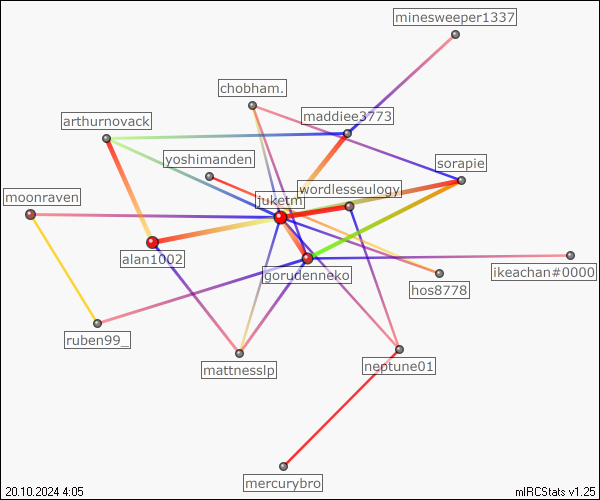 minesweeper1337
chobham.
maddiee3773
arthurnovack
yoshimanden
sorapie
moonraven
juketm
wordlesseulogy
alan1002
gorudenneko
ikeachan#0000
hos8778
ruben99_
mattnesslp
neptune01
mercurybro
20.10.2024 4:05
mIRCStats v1.25